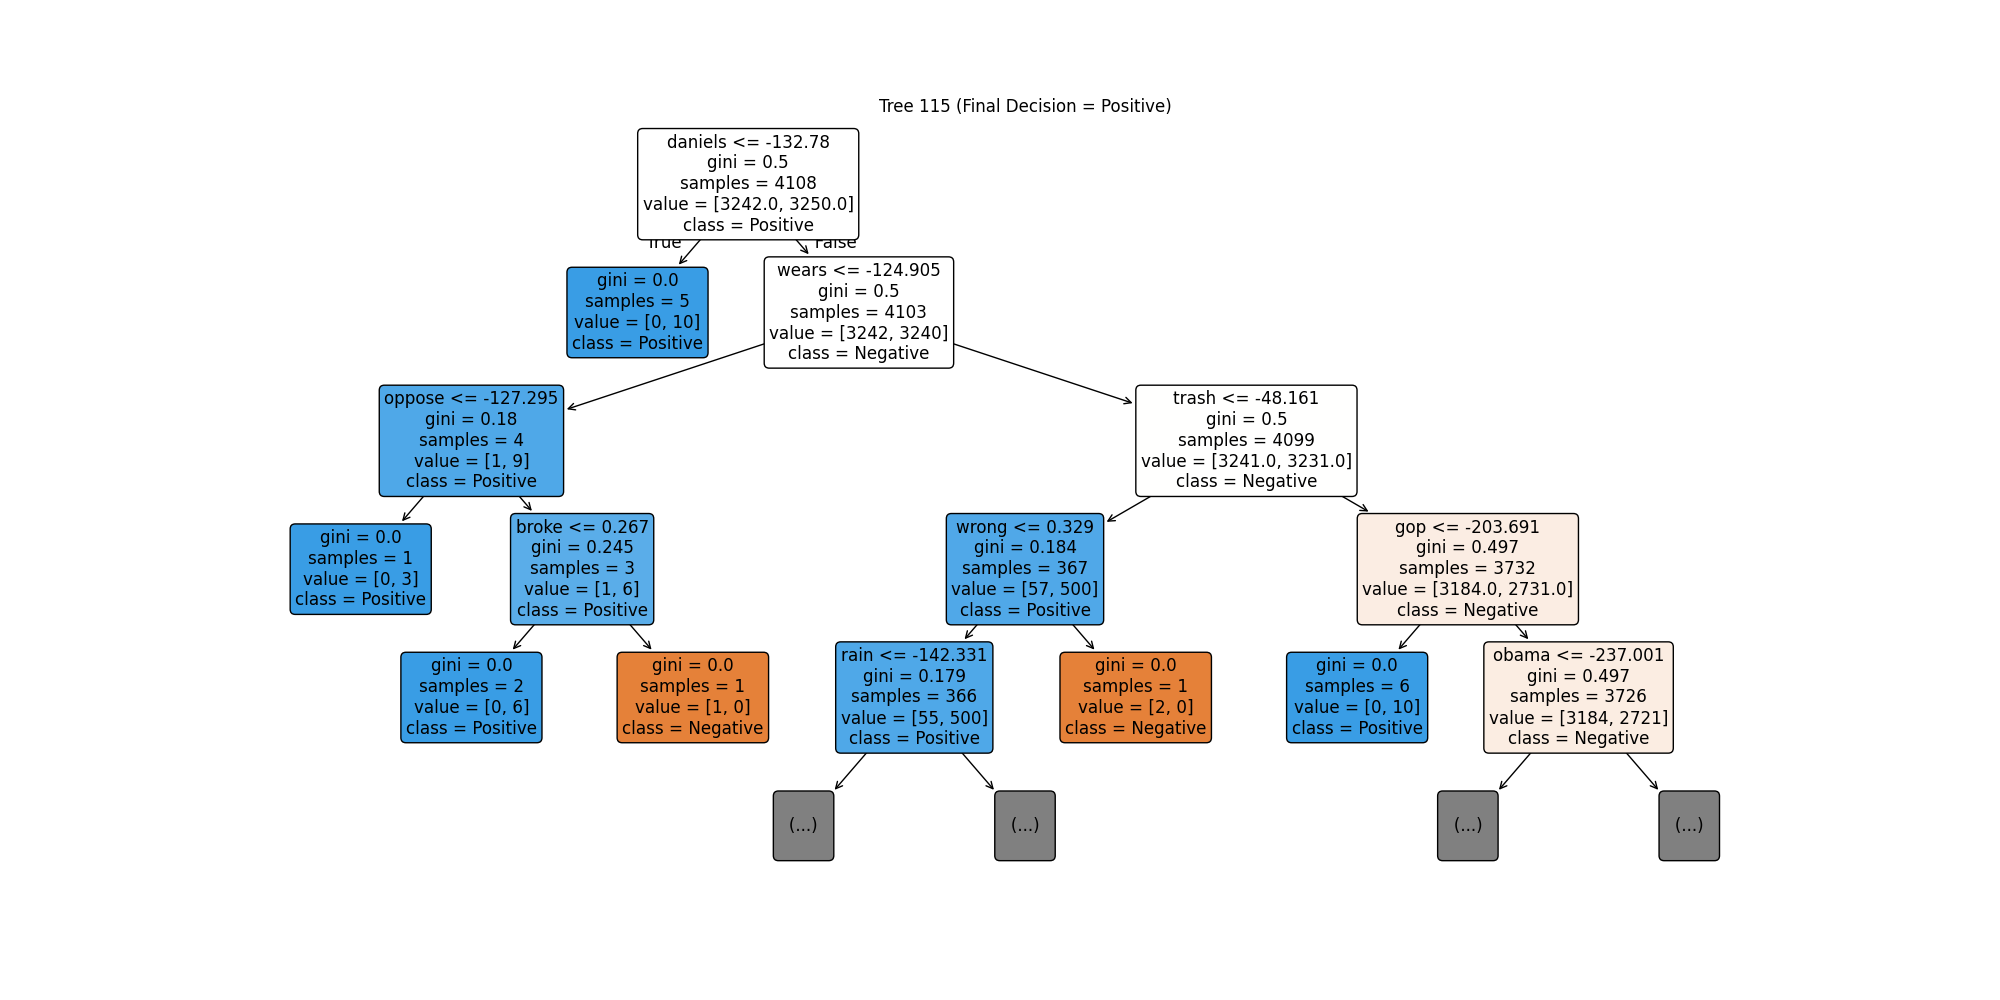 Tree 115 (Final Decision = Positive)
daniels <= -132.78
gini = 0.5
samples = 4108
value = [3242.0, 3250.0]
class = Positive
True
False
gini = 0.0
samples = 5
value = [0, 10]
class = Positive
wears <= -124.905
gini = 0.5
samples = 4103
value = [3242, 3240]
class = Negative
oppose <= -127.295
gini = 0.18
samples = 4
value = [1, 9]
class = Positive
trash <= -48.161
gini = 0.5
samples = 4099
value = [3241.0, 3231.0]
class = Negative
gini = 0.0
samples = 1
value = [0, 3]
class = Positive
broke <= 0.267
gini = 0.245
samples = 3
value = [1, 6]
class = Positive
wrong <= 0.329
gini = 0.184
samples = 367
value = [57, 500]
class = Positive
gop <= -203.691
gini = 0.497
samples = 3732
value = [3184.0, 2731.0]
class = Negative
gini = 0.0
samples = 2
value = [0, 6]
class = Positive
gini = 0.0
samples = 1
value = [1, 0]
class = Negative
rain <= -142.331
gini = 0.179
samples = 366
value = [55, 500]
class = Positive
gini = 0.0
samples = 1
value = [2, 0]
class = Negative
gini = 0.0
samples = 6
value = [0, 10]
class = Positive
obama <= -237.001
gini = 0.497
samples = 3726
value = [3184, 2721]
class = Negative
(...)
(...)
(...)
(...)